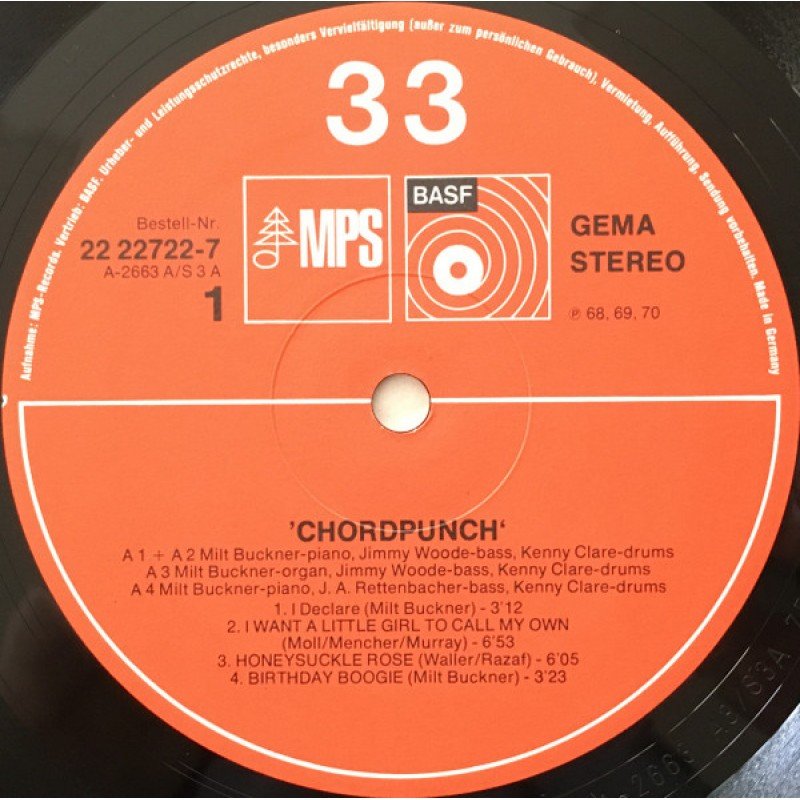 Aufnahme: MPS-Records. Vertrieb: BASF. Urheber- und Leistungsschutzrechte, besonders Vervielfältigung (außer zum persönlichen Gebrauch), Vermietung, Aufführung, Sendung vorbehalten. Made in Germany
33
BASF
MPS
Bestell-Nr.
22 22722-7
A-2663 A/S 3 A
1
GEMA
STEREO
℗ 68, 69, 70
'CHORDPUNCH'
A 1 + A 2 Milt Buckner-piano, Jimmy Woode-bass, Kenny Clare-drums
A 3 Milt Buckner-organ, Jimmy Woode-bass, Kenny Clare-drums
A 4 Milt Buckner-piano, J. A. Rettenbacher-bass, Kenny Clare-drums
1. I Declare (Milt Buckner) - 3'12
2. I WANT A LITTLE GIRL TO CALL MY OWN
(Moll/Mencher/Murray) - 6'53
3. HONEYSUCKLE ROSE (Waller/Razaf) - 6'05
4. BIRTHDAY BOOGIE (Milt Buckner) - 3'23